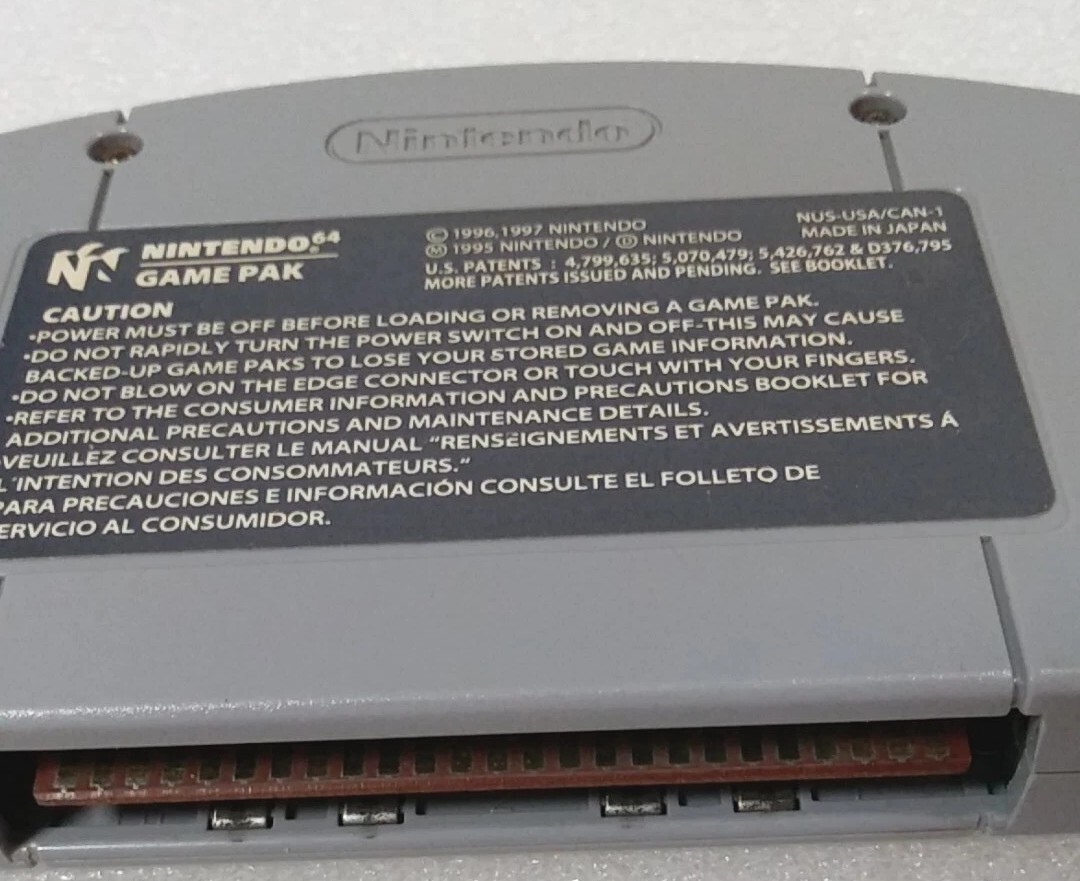 Nintendo
NINTENDO64
GAME PAK
© 1996,1997 NINTENDO
Ⓜ 1995 NINTENDO / Ⓓ NINTENDO
U.S. PATENTS : 4,799,635; 5,070,479; 5,426,762 & D376,795
MORE PATENTS ISSUED AND PENDING. SEE BOOKLET.
NUS-USA/CAN-1
MADE IN JAPAN
CAUTION
•POWER MUST BE OFF BEFORE LOADING OR REMOVING A GAME PAK.
•DO NOT RAPIDLY TURN THE POWER SWITCH ON AND OFF-THIS MAY CAUSE
BACKED-UP GAME PAKS TO LOSE YOUR STORED GAME INFORMATION.
•DO NOT BLOW ON THE EDGE CONNECTOR OR TOUCH WITH YOUR FINGERS.
•REFER TO THE CONSUMER INFORMATION AND PRECAUTIONS BOOKLET FOR
ADDITIONAL PRECAUTIONS AND MAINTENANCE DETAILS.
•VEUILLEZ CONSULTER LE MANUAL "RENSEIGNEMENTS ET AVERTISSEMENTS Á
L'INTENTION DES CONSOMMATEURS."
PARA PRECAUCIONES E INFORMACIÓN CONSULTE EL FOLLETO DE
ERVICIO AL CONSUMIDOR.